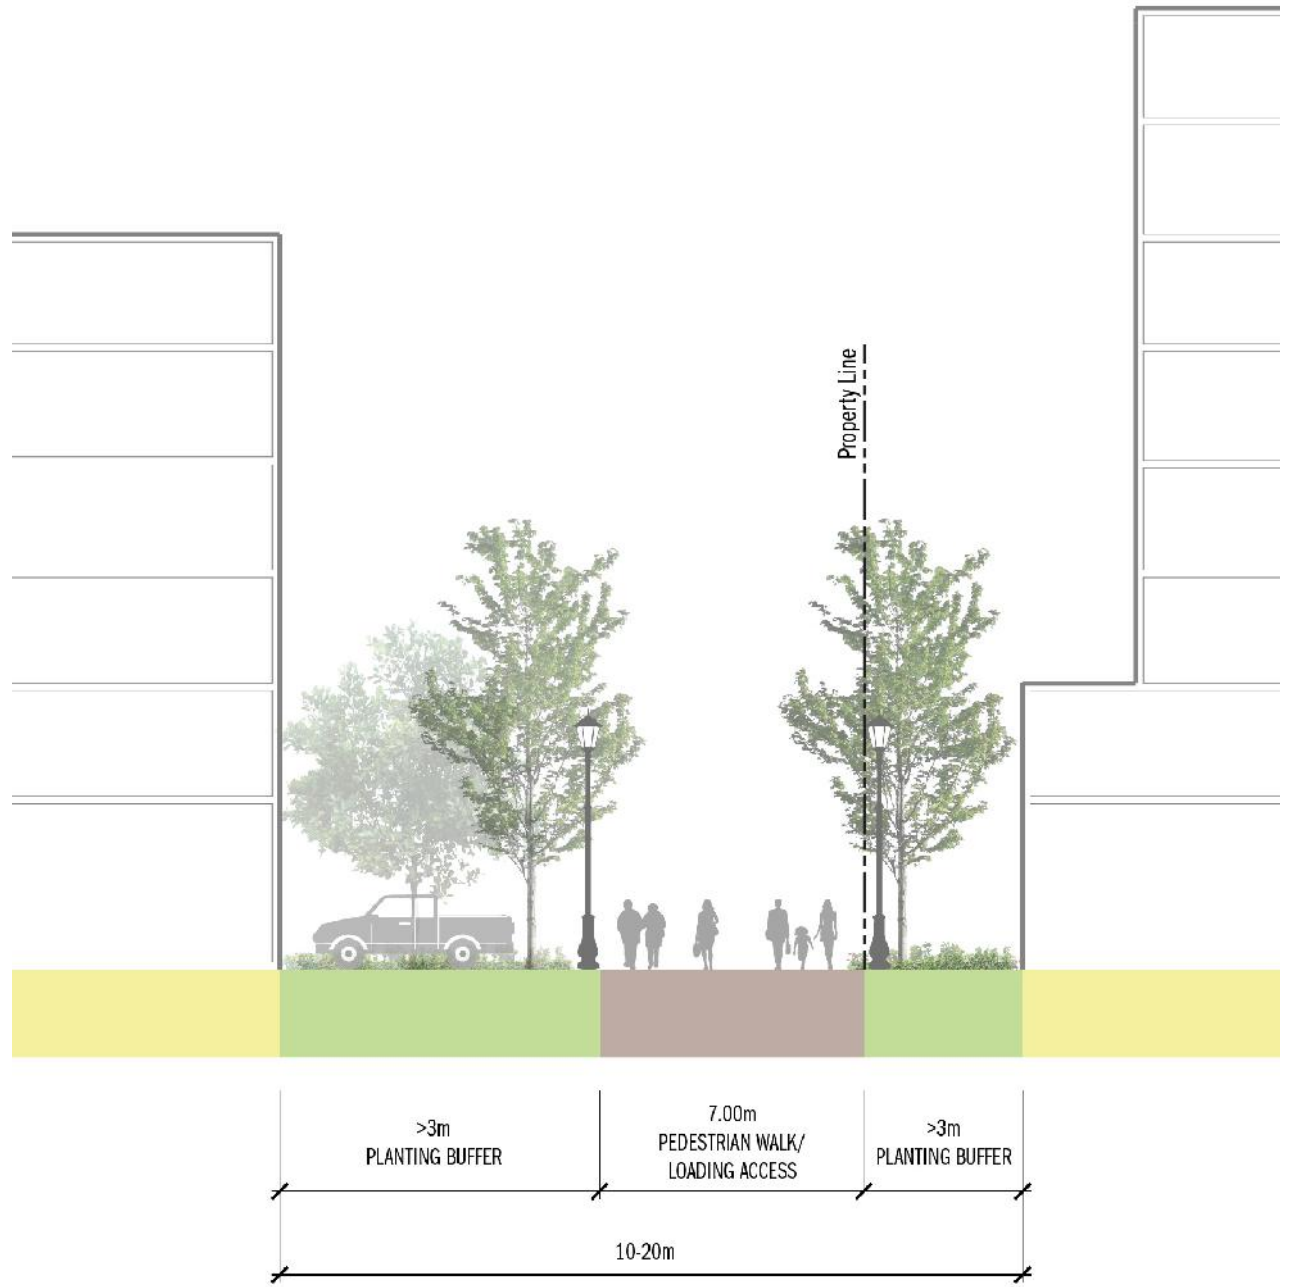 Property Line
>3m
PLANTING BUFFER
7.00m
PEDESTRIAN WALK/
LOADING ACCESS
>3m
PLANTING BUFFER
10-20m